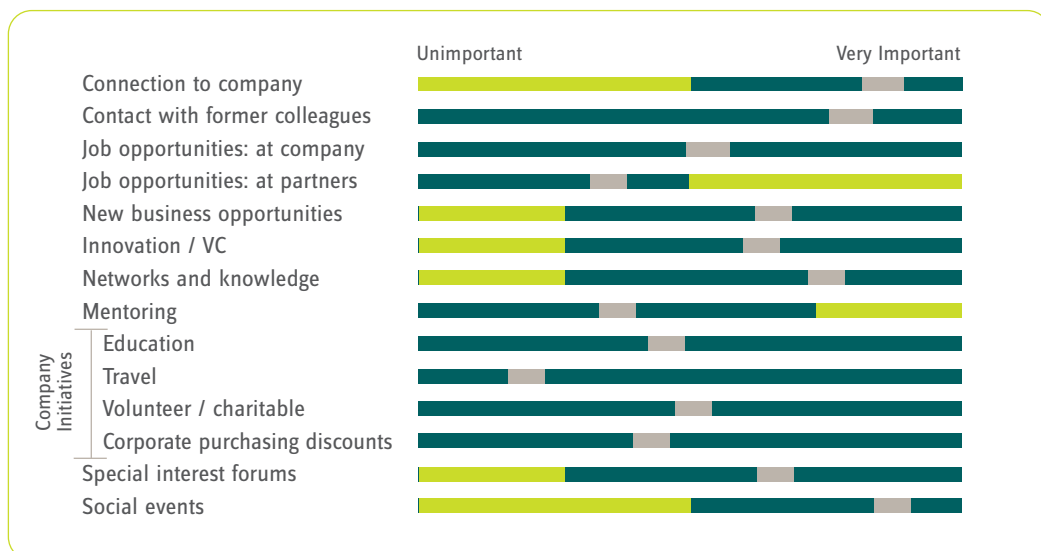 Unimportant Very Important
Connection to company
Contact with former colleagues
Job opportunities: at company
Job opportunities: at partners
New business opportunities
Innovation / VC
Networks and knowledge
Mentoring
Company
Initiatives
Education
Travel
Volunteer / charitable
Corporate purchasing discounts
Special interest forums
Social events